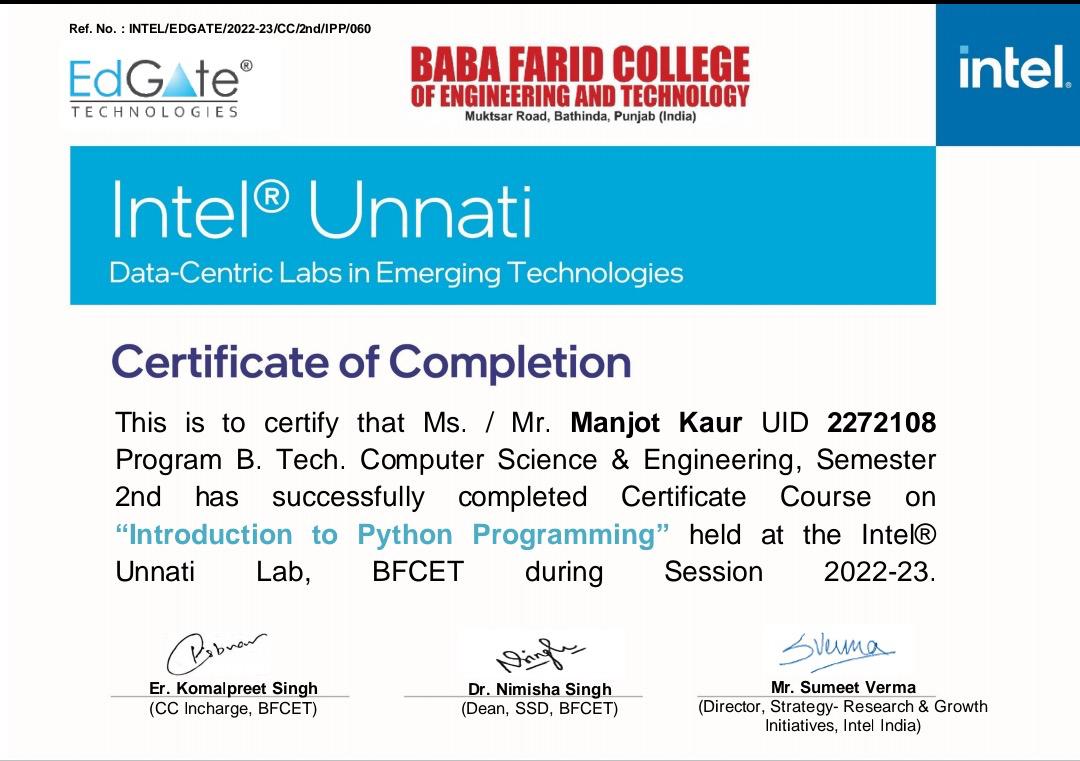 Ref. No. : INTEL/EDGATE/2022-23/CC/2nd/IPP/060
EdGate®
TECHNOLOGIES
BABA FARID COLLEGE
OF ENGINEERING AND TECHNOLOGY
Muktsar Road, Bathinda, Punjab (India)
intel®
Intel® Unnati
Data-Centric Labs in Emerging Technologies
Certificate of Completion
This is to certify that Ms. / Mr. Manjot Kaur UID 2272108
Program B. Tech. Computer Science & Engineering, Semester
2nd has successfully completed Certificate Course on
“Introduction to Python Programming” held at the Intel®
Unnati Lab, BFCET during Session 2022-23.
SVerma
Er. Komalpreet Singh
(CC Incharge, BFCET)
Dr. Nimisha Singh
(Dean, SSD, BFCET)
Mr. Sumeet Verma
(Director, Strategy- Research & Growth
Initiatives, Intel India)